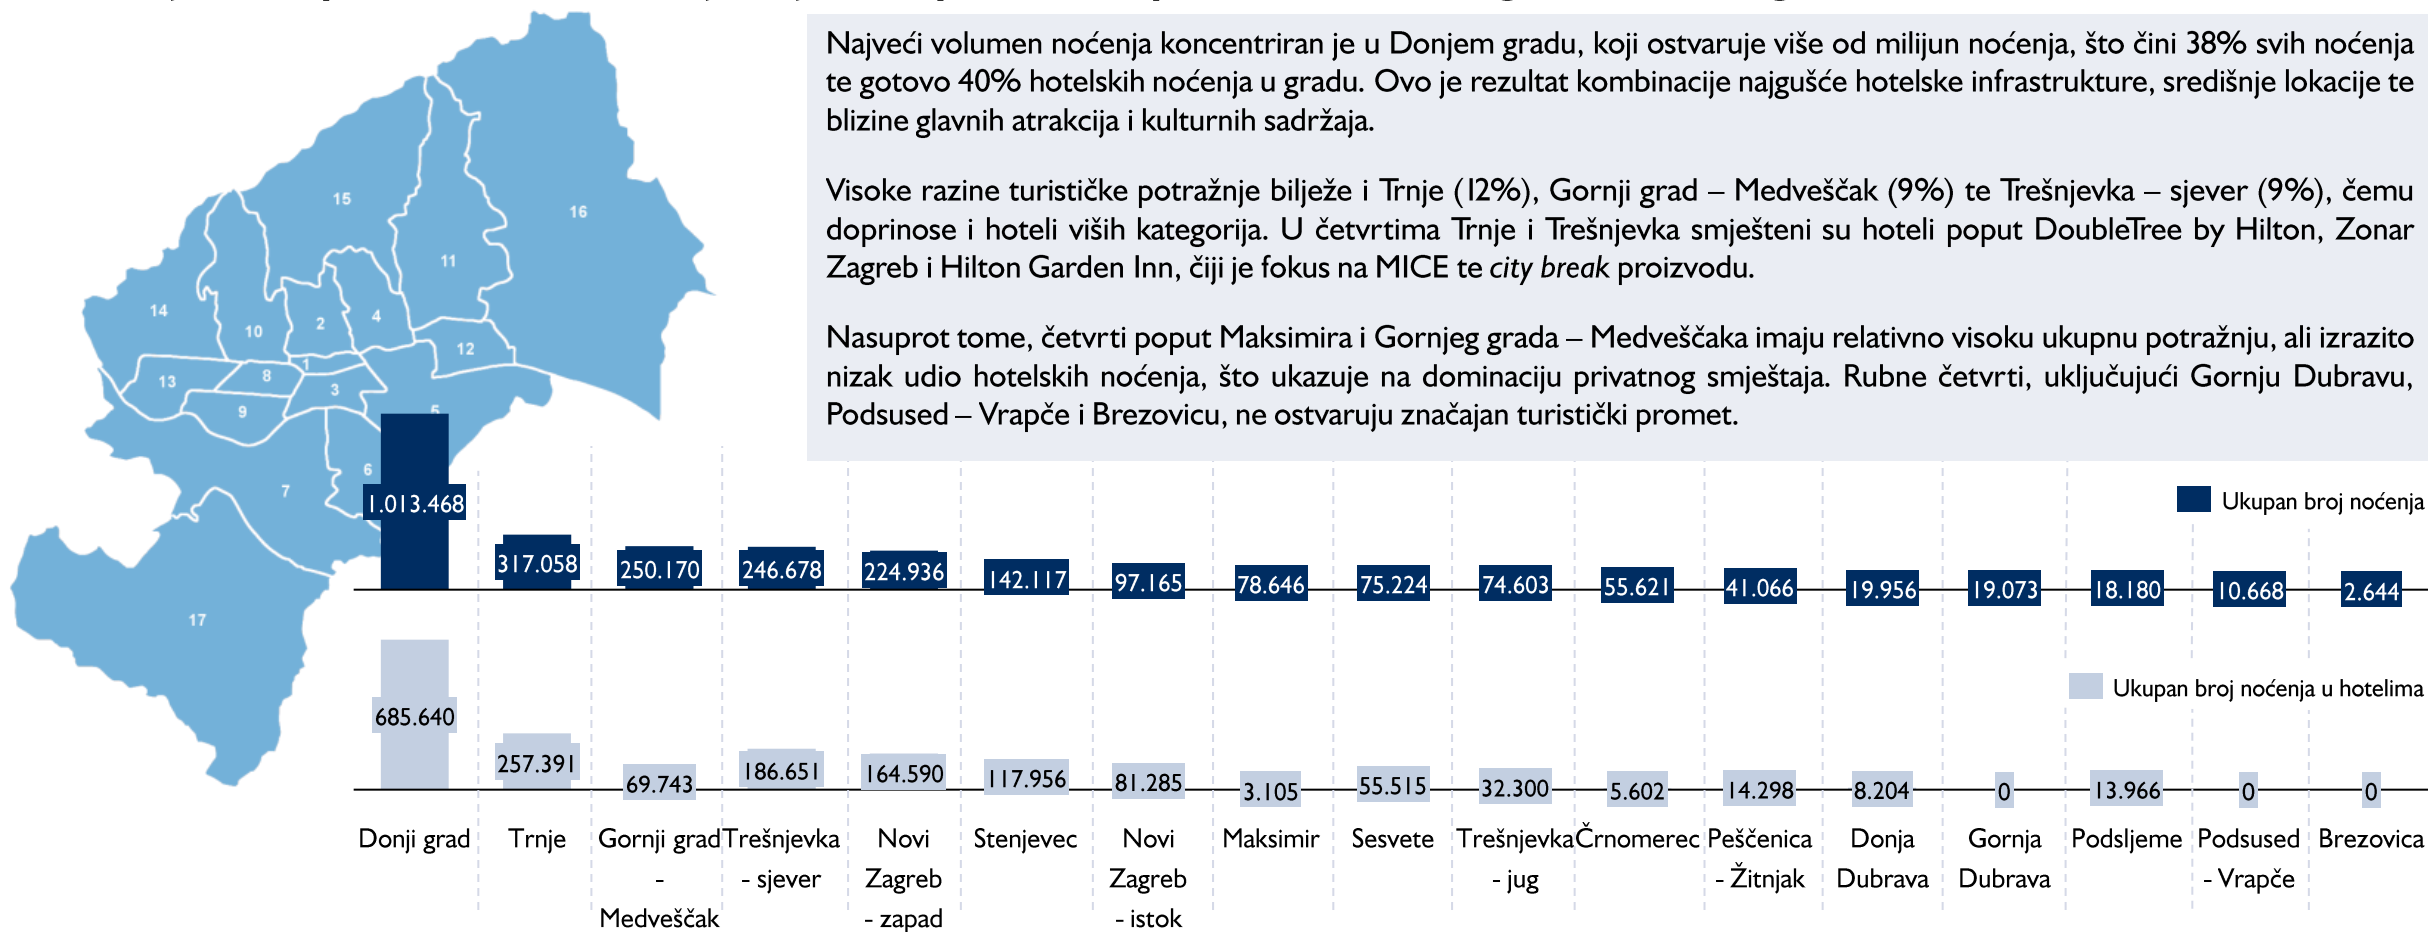 Najveći volumen noćenja koncentriran je u Donjem gradu, koji ostvaruje više od milijun noćenja, što čini 38% svih noćenja
te gotovo 40% hotelskih noćenja u gradu. Ovo je rezultat kombinacije najgušće hotelske infrastrukture, središnje lokacije te
blizine glavnih atrakcija i kulturnih sadržaja.
Visoke razine turističke potražnje bilježe i Trnje (12%), Gornji grad – Medveščak (9%) te Trešnjevka – sjever (9%), čemu
doprinose i hoteli viših kategorija. U četvrtima Trnje i Trešnjevka smješteni su hoteli poput DoubleTree by Hilton, Zonar
Zagreb i Hilton Garden Inn, čiji je fokus na MICE te city break proizvodu.
Nasuprot tome, četvrti poput Maksimira i Gornjeg grada – Medveščaka imaju relativno visoku ukupnu potražnju, ali izrazito
nizak udio hotelskih noćenja, što ukazuje na dominaciju privatnog smještaja. Rubne četvrti, uključujući Gornju Dubravu,
Podsused – Vrapče i Brezovicu, ne ostvaruju značajan turistički promet.
15
16
11
14
10
2
4
12
1
13
8
3
9
5
6
7
17
Ukupan broj noćenja
1.013.468
317.058
250.170
246.678
224.936
142.117
97.165
78.646
75.224
74.603
55.621
41.066
19.956
19.073
18.180
10.668
2.644
Ukupan broj noćenja u hotelima
685.640
257.391
69.743
186.651
164.590
117.956
81.285
3.105
55.515
32.300
5.602
14.298
8.204
0
13.966
0
0
Donji grad
Trnje
Gornji grad
-
Medveščak
Trešnjevka
- sjever
Novi
Zagreb
- zapad
Stenjevec
Novi
Zagreb
- istok
Maksimir
Sesvete
Trešnjevka
- jug
Črnomerec
Peščenica
- Žitnjak
Donja
Dubrava
Gornja
Dubrava
Podsljeme
Podsused
- Vrapče
Brezovica